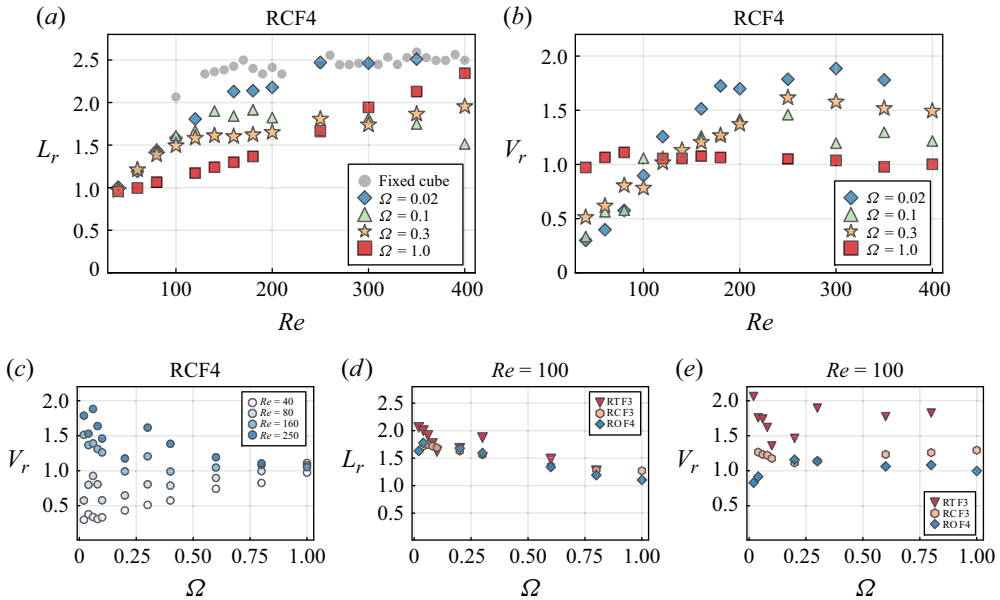 (a)
RCF4
2.5
2.0
1.5
1.0
0.5
0
L_r
100
200
300
400
Re
Fixed cube
Ω = 0.02
Ω = 0.1
Ω = 0.3
Ω = 1.0
(b)
RCF4
2.0
1.5
1.0
0.5
0
V_r
100
200
300
400
Re
Ω = 0.02
Ω = 0.1
Ω = 0.3
Ω = 1.0
(c)
RCF4
2.0
1.5
1.0
0.5
V_r
0
0.25
0.50
0.75
1.00
Ω
Re = 40
Re = 80
Re = 160
Re = 250
(d)
Re = 100
2.5
2.0
1.5
1.0
0.5
L_r
0
0.25
0.50
0.75
1.00
Ω
RTF3
RCF3
ROF4
(e)
Re = 100
2.0
1.5
1.0
0.5
V_r
0
0.25
0.50
0.75
1.00
Ω
RTF3
RCF3
ROF4